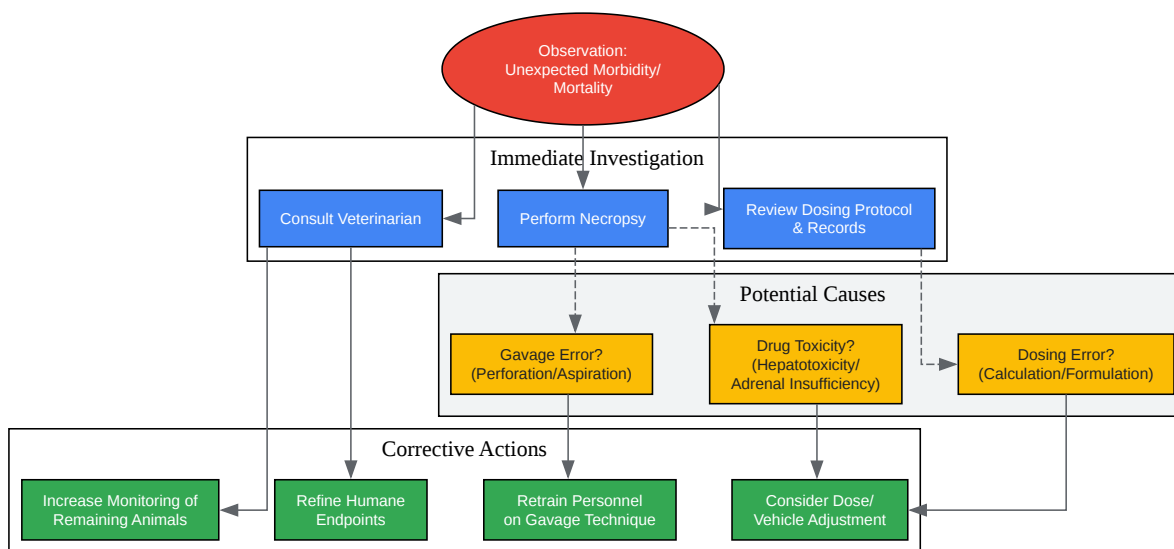 Observation:
Unexpected Morbidity/
Mortality
Immediate Investigation
Consult Veterinarian
Perform Necropsy
Review Dosing Protocol
& Records
Potential Causes
Gavage Error?
(Perforation/Aspiration)
Drug Toxicity?
(Hepatotoxicity/
Adrenal Insufficiency)
Dosing Error?
(Calculation/Formulation)
Corrective Actions
Increase Monitoring of
Remaining Animals
Refine Humane
Endpoints
Retrain Personnel
on Gavage Technique
Consider Dose/
Vehicle Adjustment